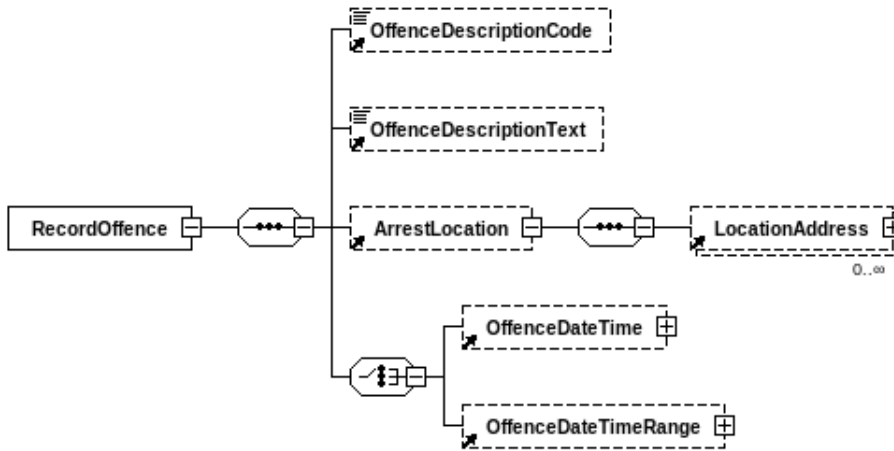 OffenceDescriptionCode
OffenceDescriptionText
RecordOffence
ArrestLocation
LocationAddress
0..∞
OffenceDateTime
OffenceDateTimeRange